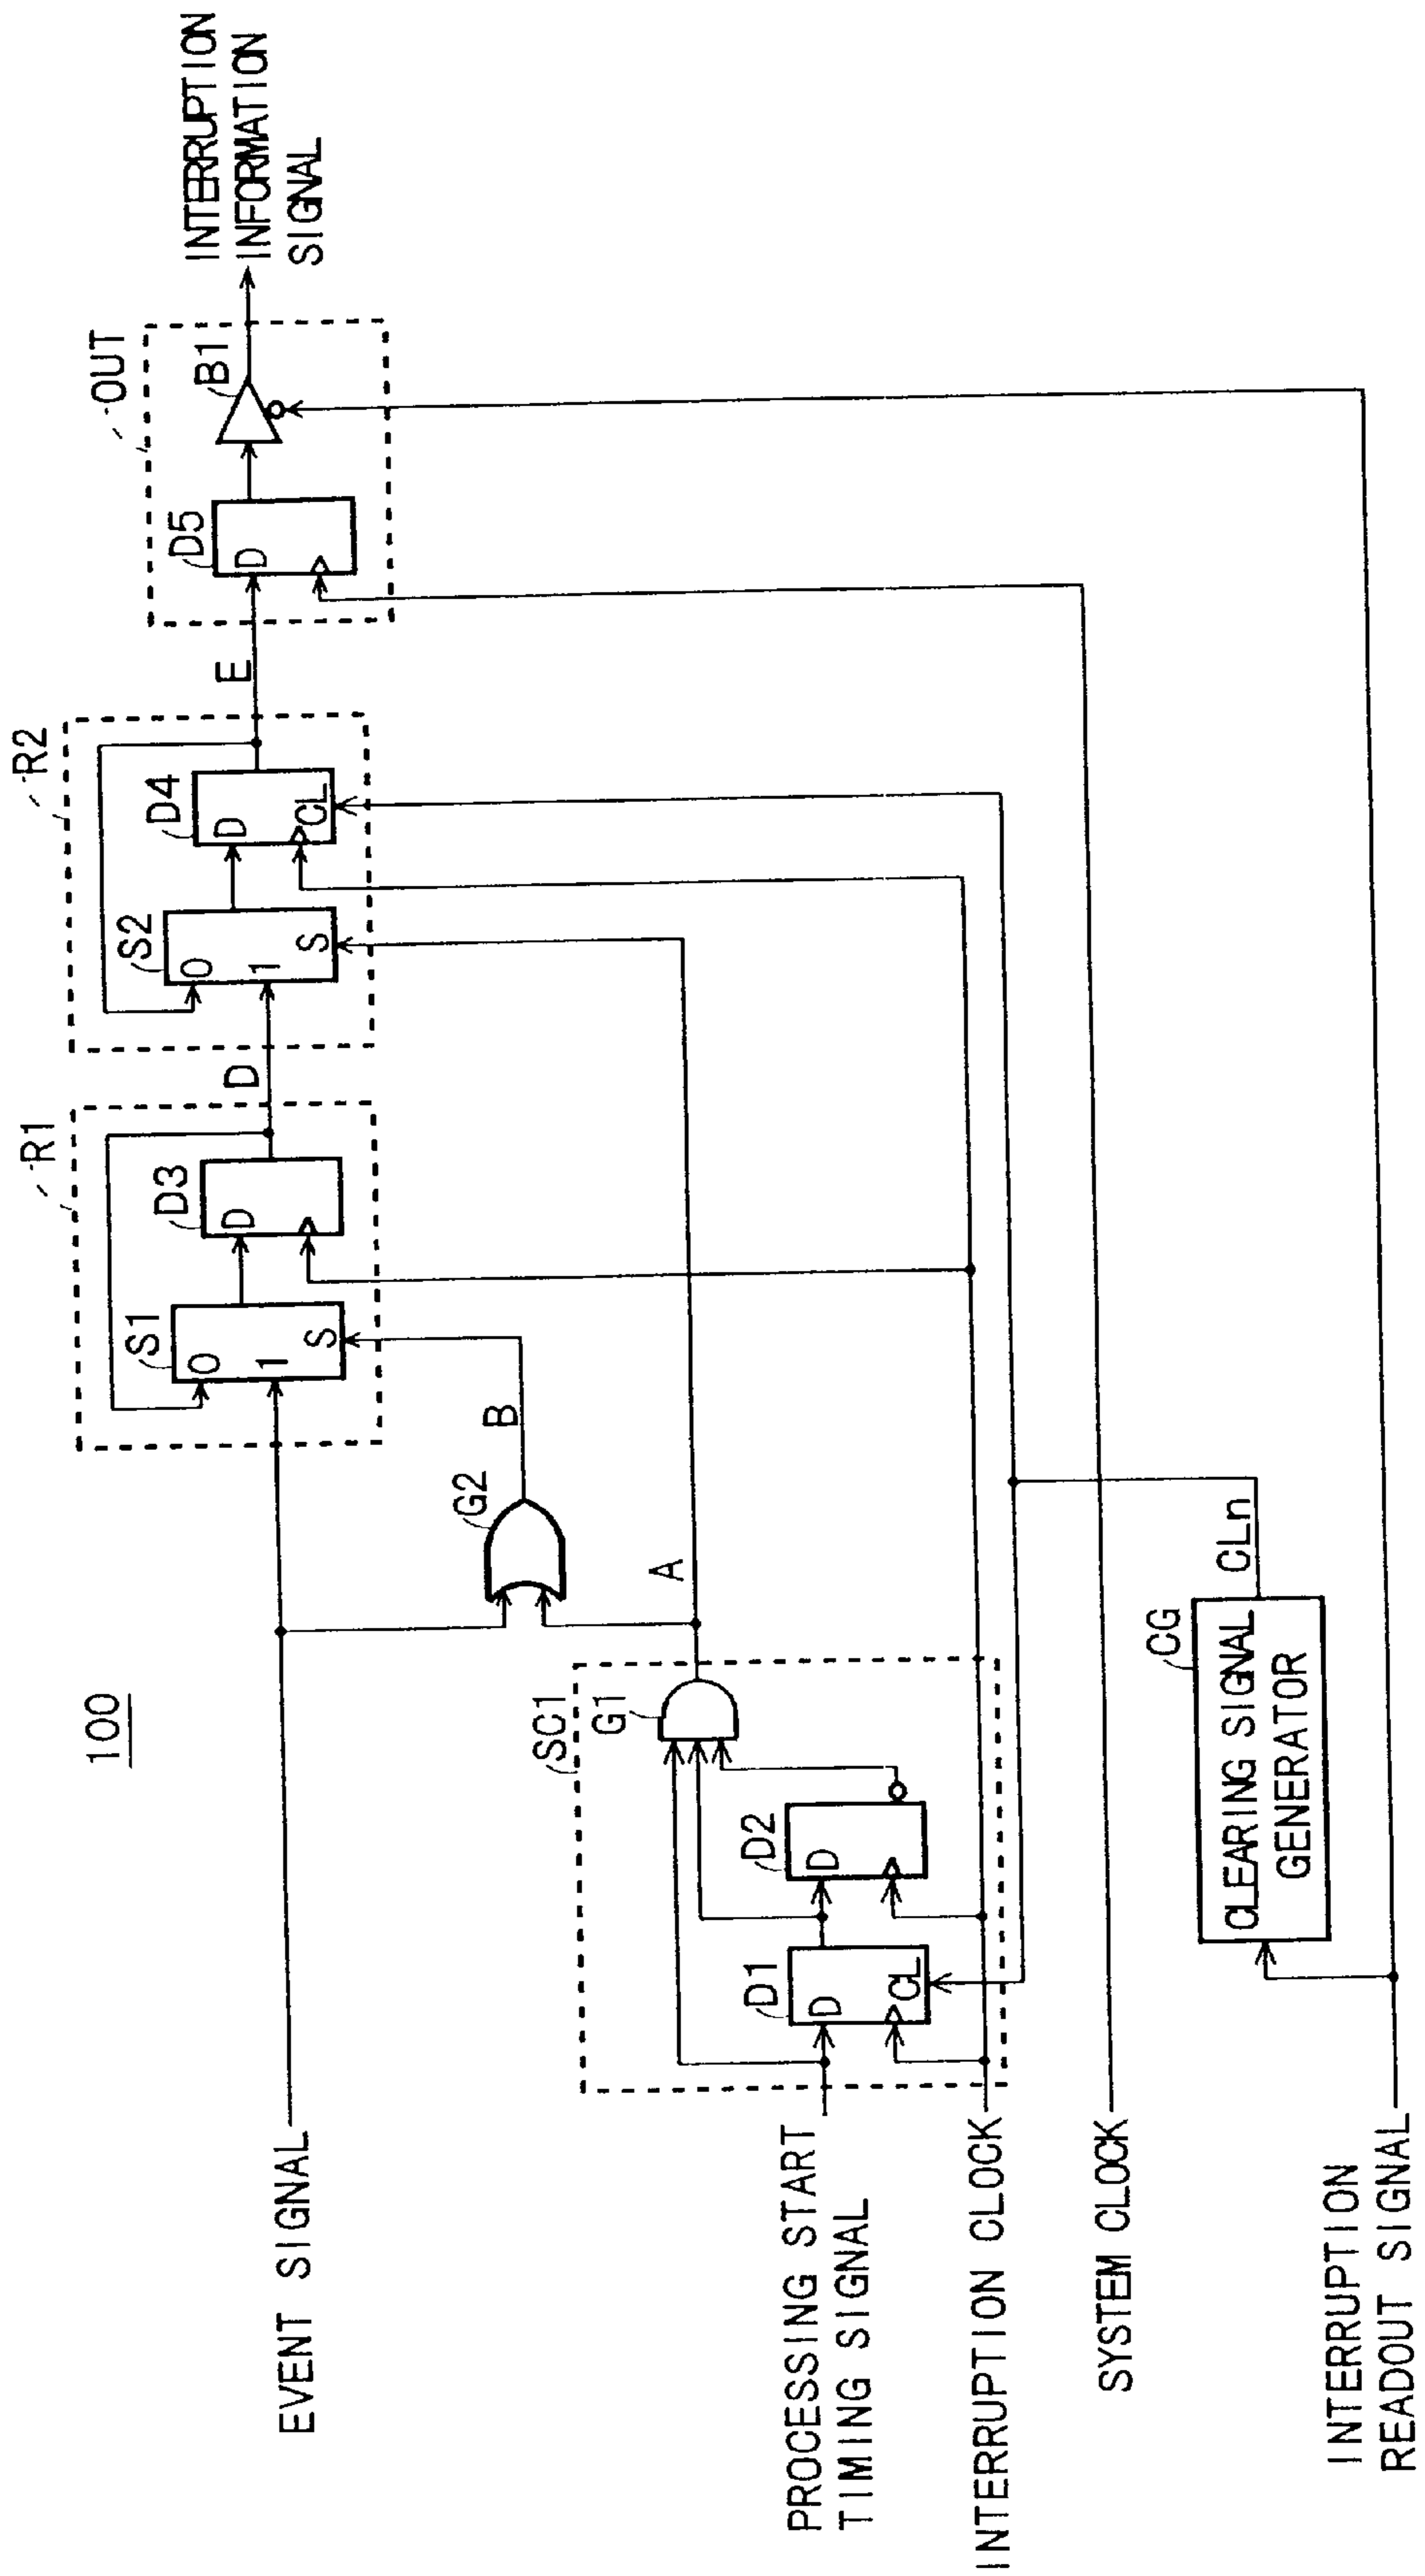 100
EVENT SIGNAL
PROCESSING START
TIMING SIGNAL
INTERRUPTION CLOCK
SYSTEM CLOCK
INTERRUPTION
READOUT SIGNAL
SC1
D1
D
CL
D2
D
G1
A
G2
B
CG
CLEARING SIGNAL
GENERATOR
CLn
R1
S1
0
1
S
D3
D
D
R2
S2
0
1
S
D4
D
CL
E
OUT
D5
D
B1
INTERRUPTION
INFORMATION
SIGNAL